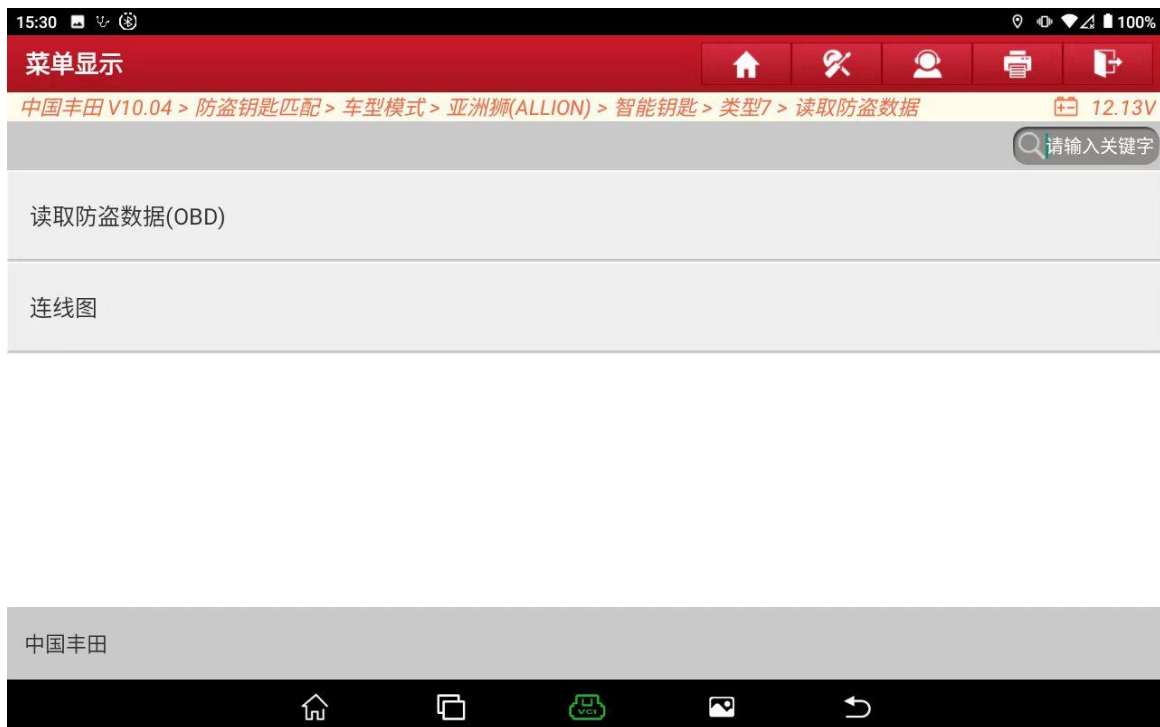 15:30
100%
菜单显示
中国丰田 V10.04 > 防盗钥匙匹配 > 车型模式 > 亚洲狮(ALLION) > 智能钥匙 > 类型7 > 读取防盗数据
12.13V
请输入关键字
读取防盗数据(OBD)
连线图
中国丰田
VCI